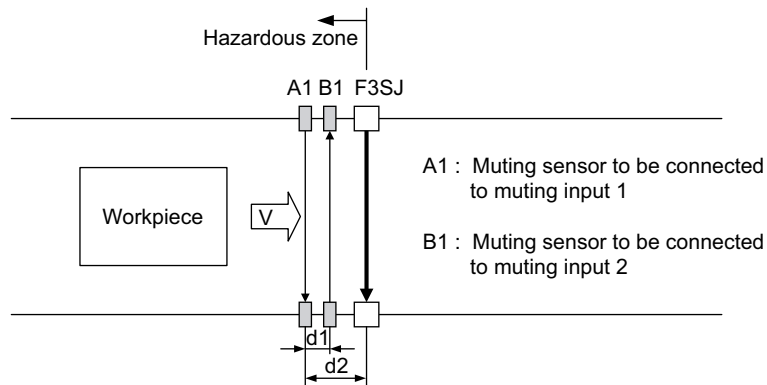 Hazardous zone
A1 B1 F3SJ
A1 : Muting sensor to be connected
to muting input 1
Workpiece
V
B1 : Muting sensor to be connected
to muting input 2
d1
d2